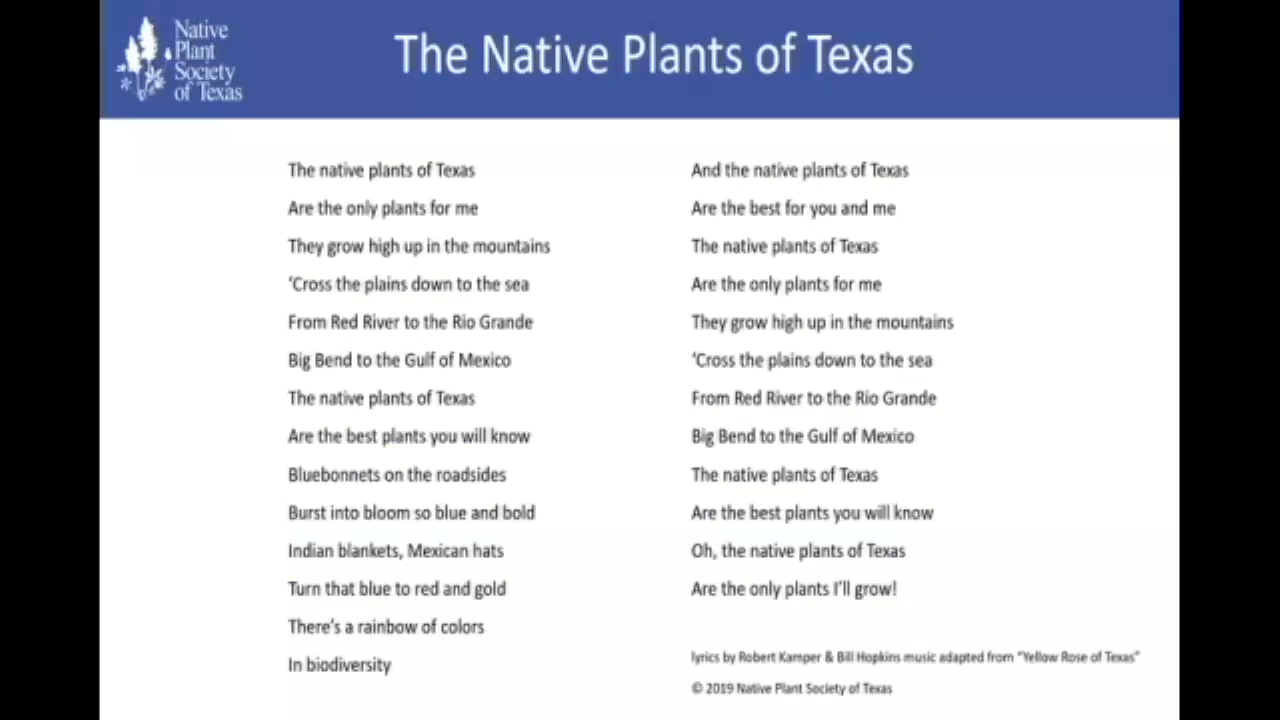 Native
Plant
Society
of Texas
The Native Plants of Texas
The native plants of Texas
Are the only plants for me
They grow high up in the mountains
‘Cross the plains down to the sea
From Red River to the Rio Grande
Big Bend to the Gulf of Mexico
The native plants of Texas
Are the best plants you will know
Bluebonnets on the roadsides
Burst into bloom so blue and bold
Indian blankets, Mexican hats
Turn that blue to red and gold
There’s a rainbow of colors
In biodiversity
And the native plants of Texas
Are the best for you and me
The native plants of Texas
Are the only plants for me
They grow high up in the mountains
‘Cross the plains down to the sea
From Red River to the Rio Grande
Big Bend to the Gulf of Mexico
The native plants of Texas
Are the best plants you will know
Oh, the native plants of Texas
Are the only plants I’ll grow!
lyrics by Robert Kamper & Bill Hopkins music adapted from “Yellow Rose of Texas”
© 2019 Native Plant Society of Texas